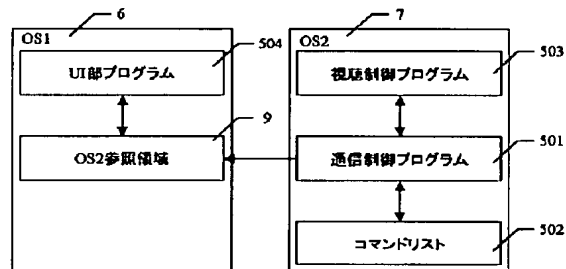 6
7
OS1
OS2
UI部プログラム
504
視聴制御プログラム
503
9
OS2参照領域
通信制御プログラム
501
コマンドリスト
502